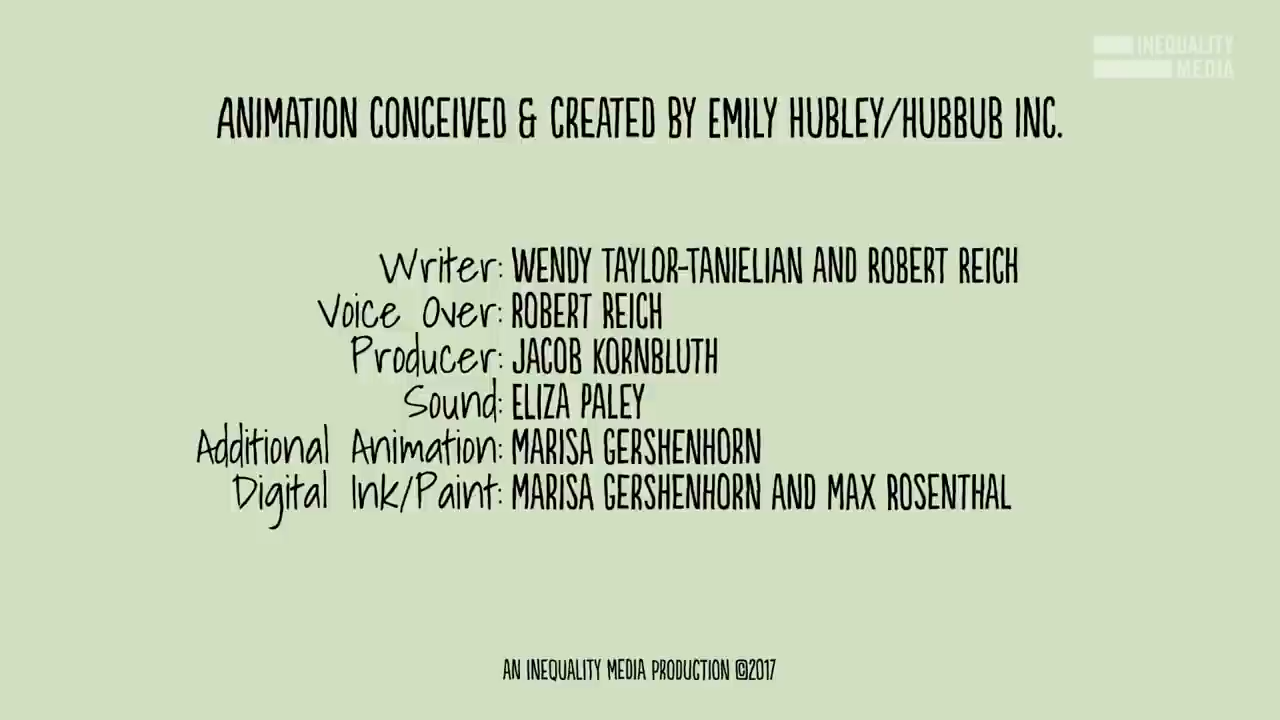 INEQUALITY
MEDIA
ANIMATION CONCEIVED & CREATED BY EMILY HUBLEY/HUBBUB INC.
Writer: WENDY TAYLOR-TANIELIAN AND ROBERT REICH
Voice Over: ROBERT REICH
Producer: JACOB KORNBLUTH
Sound: ELIZA PALEY
Additional Animation: MARISA GERSHENHORN
Digital Ink/Paint: MARISA GERSHENHORN AND MAX ROSENTHAL
AN INEQUALITY MEDIA PRODUCTION ©2017